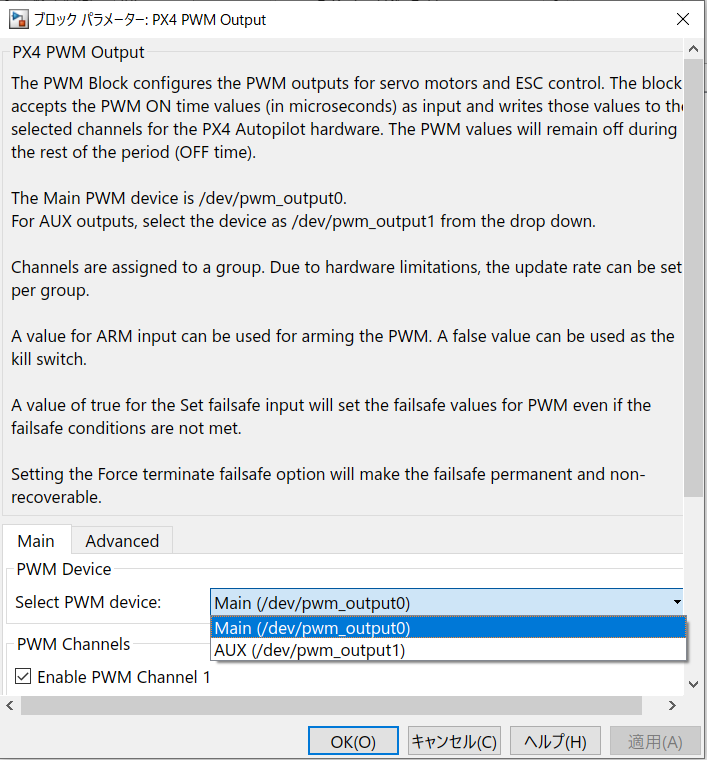 ブロック パラメーター: PX4 PWM Output
PX4 PWM Output
The PWM Block configures the PWM outputs for servo motors and ESC control. The block
accepts the PWM ON time values (in microseconds) as input and writes those values to the
selected channels for the PX4 Autopilot hardware. The PWM values will remain off during
the rest of the period (OFF time).
The Main PWM device is /dev/pwm_output0.
For AUX outputs, select the device as /dev/pwm_output1 from the drop down.
Channels are assigned to a group. Due to hardware limitations, the update rate can be set
per group.
A value for ARM input can be used for arming the PWM. A false value can be used as the
kill switch.
A value of true for the Set failsafe input will set the failsafe values for PWM even if the
failsafe conditions are not met.
Setting the Force terminate failsafe option will make the failsafe permanent and non-
recoverable.
Main Advanced
PWM Device
Select PWM device: Main (/dev/pwm_output0)
Main (/dev/pwm_output0)
AUX (/dev/pwm_output1)
PWM Channels
Enable PWM Channel 1
OK(O) キャンセル(C) ヘルプ(H) 適用(A)